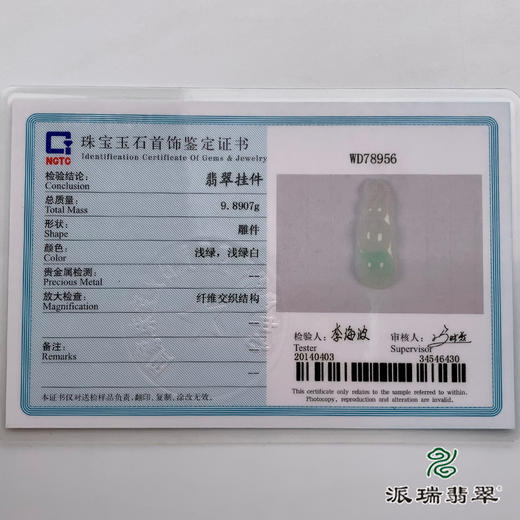 NGTC
珠宝玉石首饰鉴定证书
Identification Certificate Of Gems & Jewelry
检验结论: 翡翠挂件
Conclusion
总质量: 9.8907g
Total Mass
形状: 雕件
Shape
颜色: 浅绿，浅绿白
Color
贵金属检测: --
Precious Metal
放大检查: 纤维交织结构
Magnification
备注: --
Remarks --
本证书仅对送检样品负责,翻印、复制、涂改无效。
WD78956
检验人: 李海波 审核人:
Tester Supervisor
20140403 34546430
This certificate only relates to the sample referred to within.
Photocopy, reproduction and alteration are invalid.
派瑞翡翠®